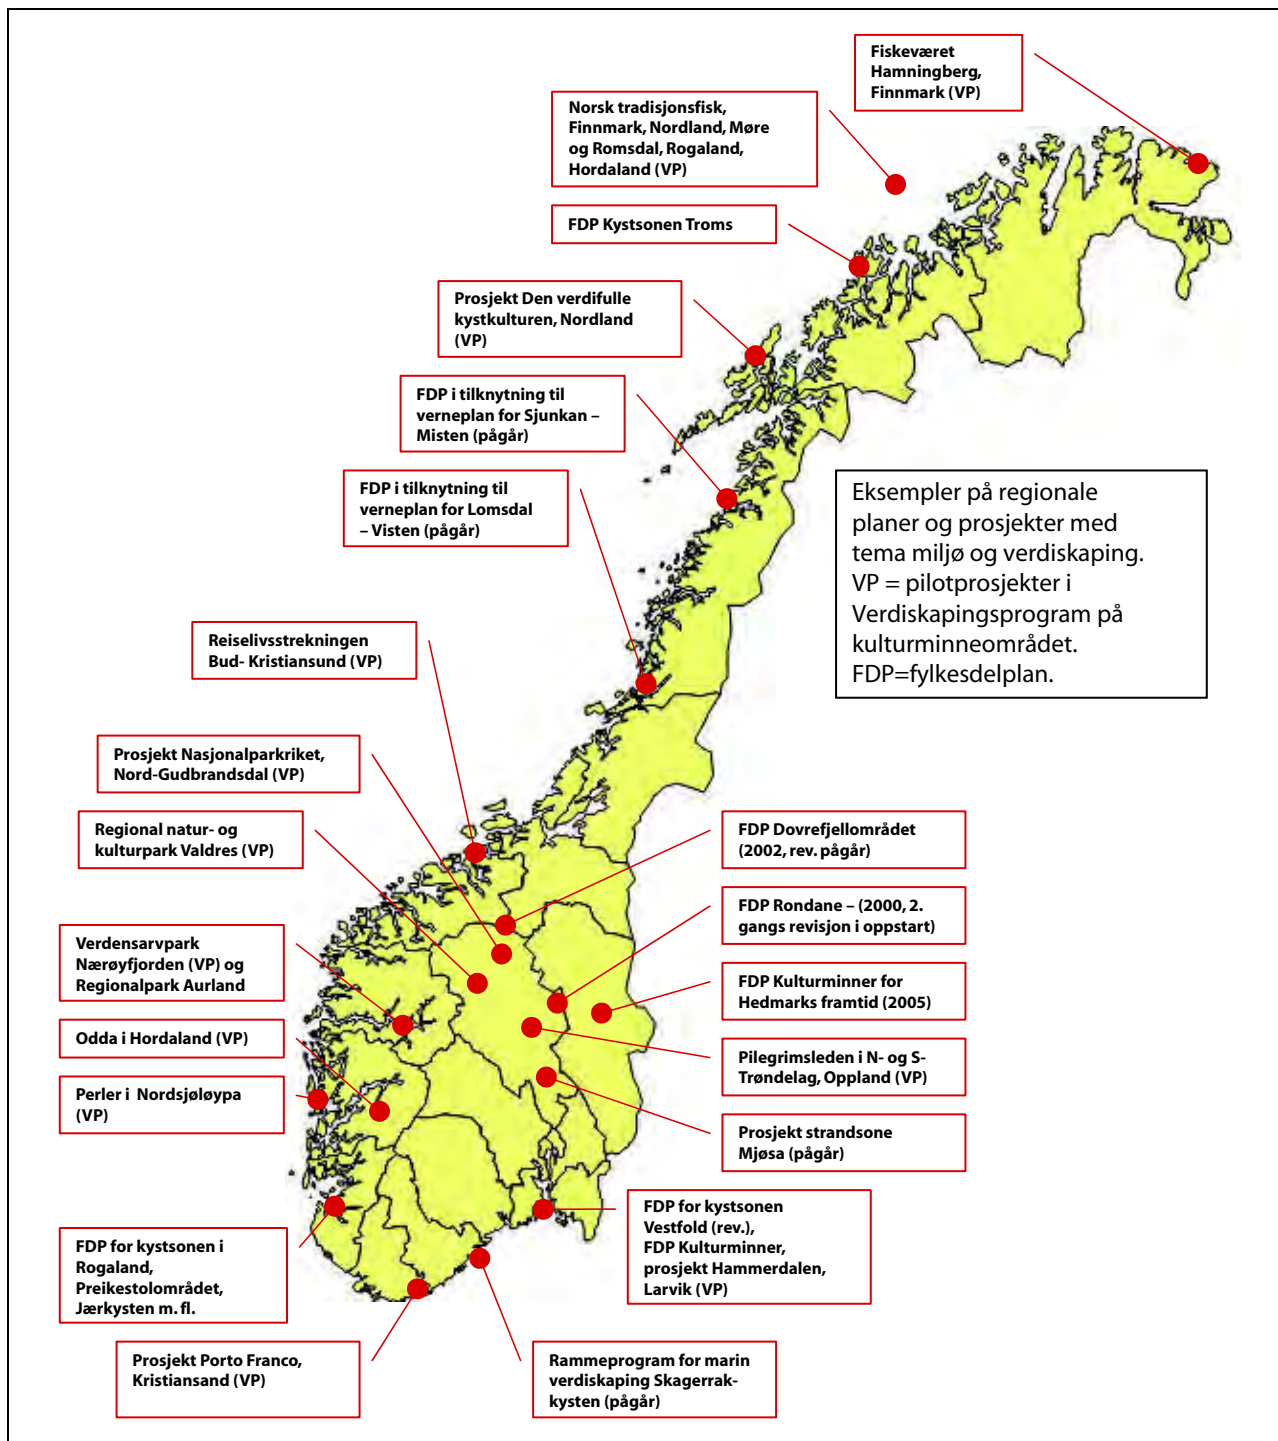 Fiskeværet
Hamningberg,
Finnmark (VP)
Norsk tradisjonsfisk,
Finnmark, Nordland, Møre
og Romsdal, Rogaland,
Hordaland (VP)
FDP Kystsonen Troms
Prosjekt Den verdifulle
kystkulturen, Nordland
(VP)
FDP i tilknytning til
verneplan for Sjunkan –
Misten (pågår)
FDP i tilknytning til
verneplan for Lomsdal
– Visten (pågår)
Eksempler på regionale
planer og prosjekter med
tema miljø og verdiskaping.
VP = pilotprosjekter i
Verdiskapingsprogram på
kulturminneområdet.
FDP=fylkesdelplan.
Reiselivsstrekningen
Bud- Kristiansund (VP)
Prosjekt Nasjonalparkriket,
Nord-Gudbrandsdal (VP)
Regional natur- og
kulturpark Valdres (VP)
Verdensarvpark
Nærøyfjorden (VP) og
Regionalpark Aurland
Odda i Hordaland (VP)
Perler i Nordsjøløypa
(VP)
FDP for kystsonen i
Rogaland,
Preikestolområdet,
Jærkysten m. fl.
Prosjekt Porto Franco,
Kristiansand (VP)
FDP Dovrefjellområdet
(2002, rev. pågår)
FDP Rondane – (2000, 2.
gangs revisjon i oppstart)
FDP Kulturminner for
Hedmarks framtid (2005)
Pilegrimsleden i N- og S-
Trøndelag, Oppland (VP)
Prosjekt strandsone
Mjøsa (pågår)
FDP for kystsonen
Vestfold (rev.),
FDP Kulturminner,
prosjekt Hammerdalen,
Larvik (VP)
Rammeprogram for marin
verdiskaping Skagerrak-
kysten (pågår)